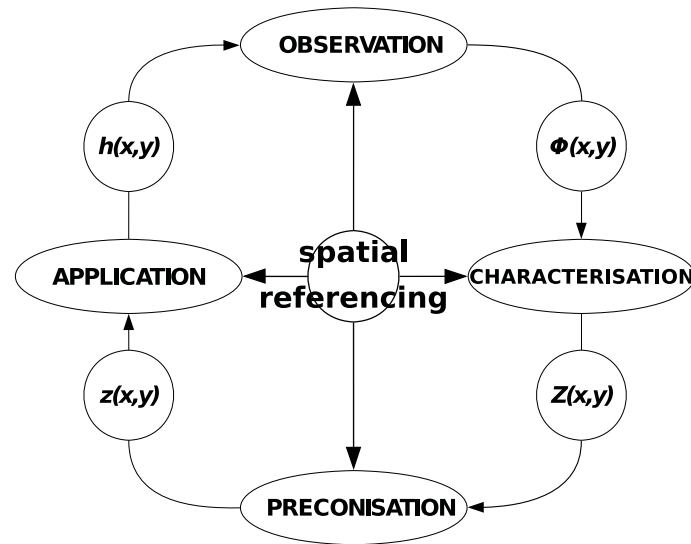 OBSERVATION
h(x,y)
Φ(x,y)
spatial
APPLICATION
CHARACTERISATION
referencing
z(x,y)
Z(x,y)
PRECONISATION